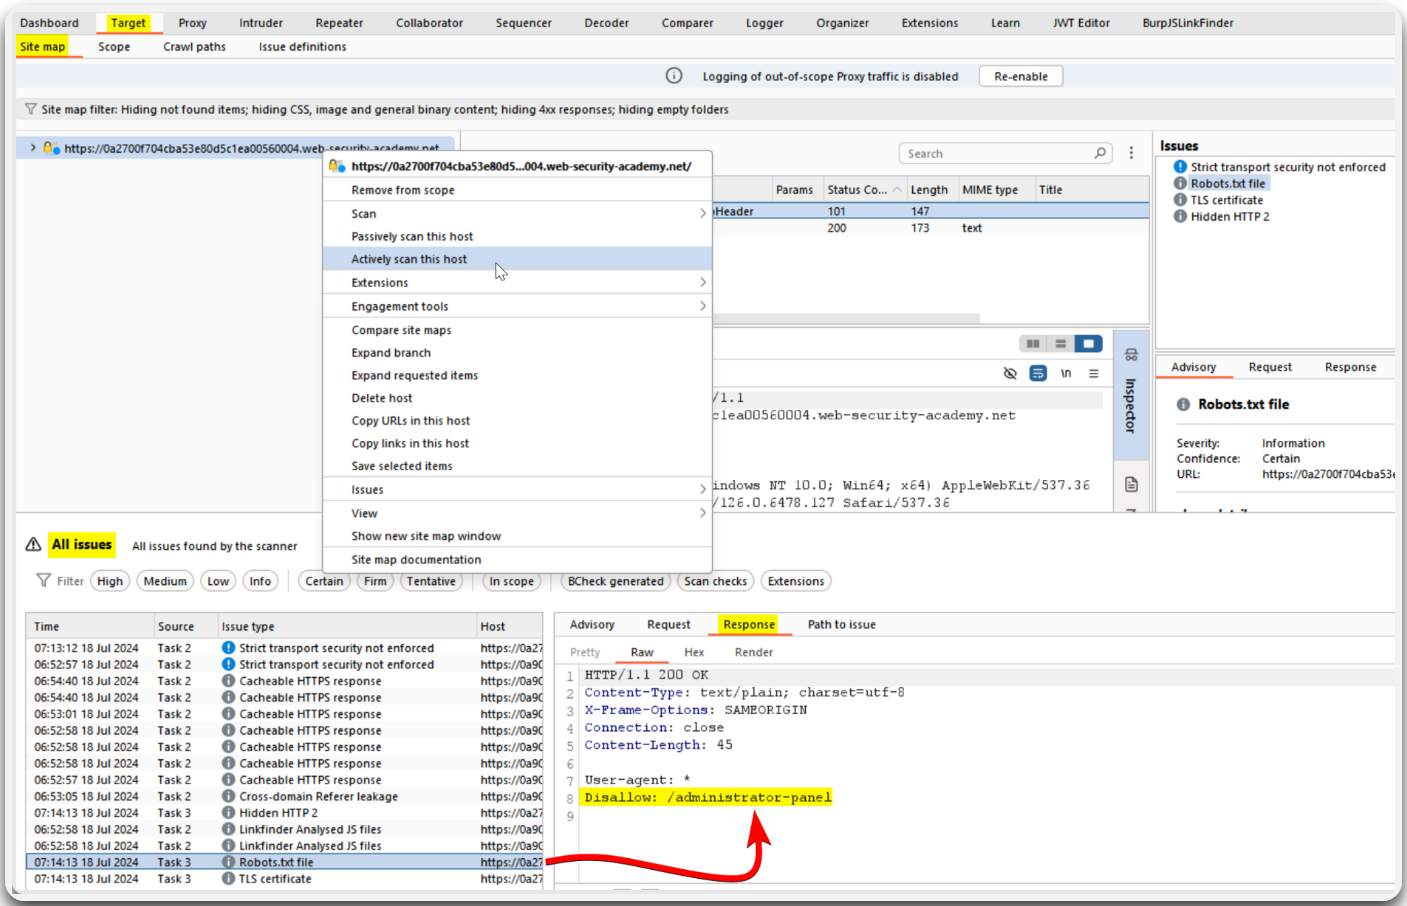 Dashboard Target Proxy Intruder Repeater Collaborator Sequencer Decoder Comparer Logger Organizer Extensions Learn JWT Editor BurpJSLinkFinder
Site map Scope Crawl paths Issue definitions
Logging of out-of-scope Proxy traffic is disabled Re-enable
Site map filter: Hiding not found items; hiding CSS, image and general binary content; hiding 4xx responses; hiding empty folders
https://0a2700f704cba53e80d5c1ea00560004.web-security-academy.net
https://0a2700f704cba53e80d5...004.web-security-academy.net/
Remove from scope
Scan
Passively scan this host
Actively scan this host
Extensions
Engagement tools
Compare site maps
Expand branch
Expand requested items
Delete host
Copy URLs in this host
Copy links in this host
Save selected items
Issues
View
Show new site map window
Site map documentation
Search
Params Status Co... Length MIME type Title
Header 101 147
200 173 text
\n
/1.1
c1ea00560004.web-security-academy.net
indows NT 10.0; Win64; x64) AppleWebKit/537.36
/126.0.6478.127 Safari/537.36
Inspector
Issues
Strict transport security not enforced
Robots.txt file
TLS certificate
Hidden HTTP 2
Advisory Request Response
Robots.txt file
Severity: Information
Confidence: Certain
URL: https://0a2700f704cba53e
All issues All issues found by the scanner
Filter High Medium Low Info Certain Firm Tentative In scope BCheck generated Scan checks Extensions
Time Source Issue type Host
07:13:12 18 Jul 2024 Task 2 Strict transport security not enforced https://0a27
06:52:57 18 Jul 2024 Task 2 Strict transport security not enforced https://0a90
06:54:40 18 Jul 2024 Task 2 Cacheable HTTPS response https://0a90
06:54:40 18 Jul 2024 Task 2 Cacheable HTTPS response https://0a90
06:53:01 18 Jul 2024 Task 2 Cacheable HTTPS response https://0a90
06:52:58 18 Jul 2024 Task 2 Cacheable HTTPS response https://0a90
06:52:58 18 Jul 2024 Task 2 Cacheable HTTPS response https://0a90
06:52:58 18 Jul 2024 Task 2 Cacheable HTTPS response https://0a90
06:52:57 18 Jul 2024 Task 2 Cacheable HTTPS response https://0a90
06:53:05 18 Jul 2024 Task 2 Cross-domain Referer leakage https://0a90
07:14:13 18 Jul 2024 Task 3 Hidden HTTP 2 https://0a27
06:52:58 18 Jul 2024 Task 2 Linkfinder Analysed JS files https://0a90
06:52:58 18 Jul 2024 Task 2 Linkfinder Analysed JS files https://0a90
07:14:13 18 Jul 2024 Task 3 Robots.txt file https://0a27
07:14:13 18 Jul 2024 Task 3 TLS certificate https://0a27
Advisory Request Response Path to issue
Pretty Raw Hex Render
1 HTTP/1.1 200 OK
2 Content-Type: text/plain; charset=utf-8
3 X-Frame-Options: SAMEORIGIN
4 Connection: close
5 Content-Length: 45
6
7 User-agent: *
8 Disallow: /administrator-panel
9